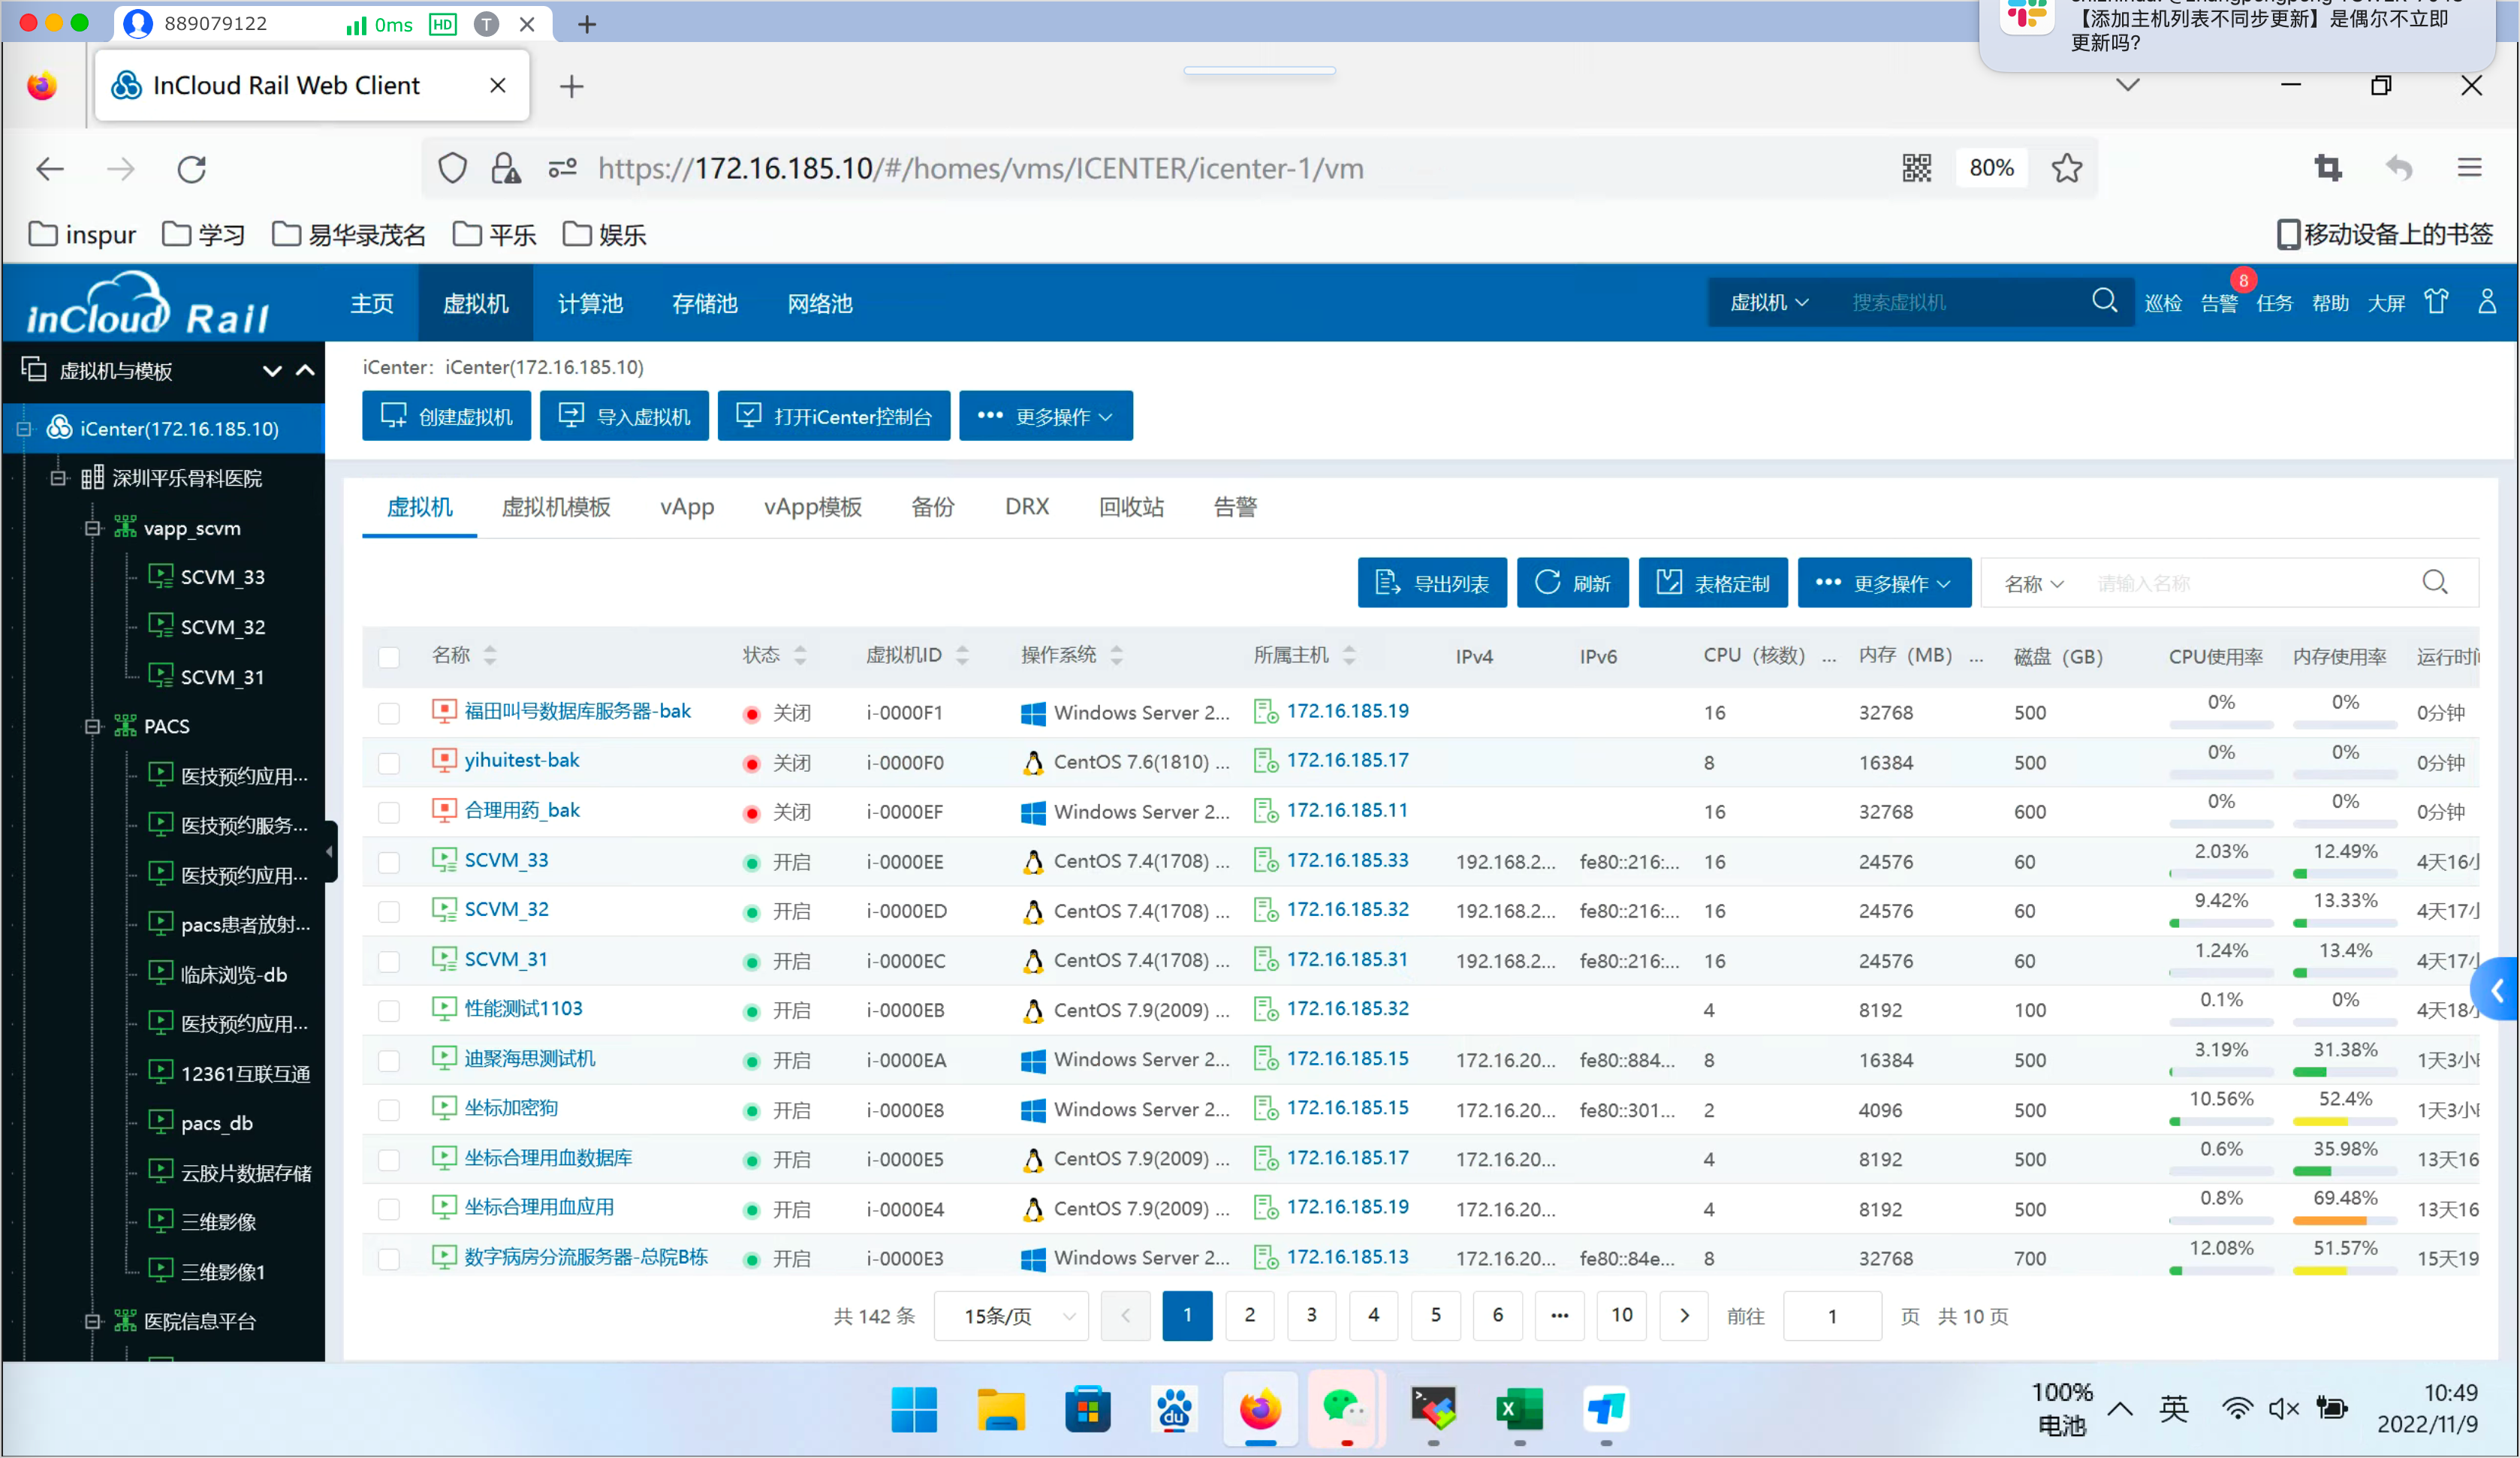 889079122 0ms HD T
【添加主机列表不同步更新】是偶尔不立即
更新吗?
InCloud Rail Web Client
https://172.16.185.10/#/homes/vms/ICENTER/icenter-1/vm 80%
inspur 学习 易华录茂名 平乐 娱乐 移动设备上的书签
inCloud Rail 主页 虚拟机 计算池 存储池 网络池 虚拟机 搜索虚拟机 巡检 告警 8 任务 帮助 大屏
虚拟机与模板
iCenter(172.16.185.10)
深圳平乐骨科医院
vapp_scvm
SCVM_33
SCVM_32
SCVM_31
PACS
医技预约应用...
医技预约服务...
医技预约应用...
pacs患者放射...
临床浏览-db
医技预约应用...
12361互联互通
pacs_db
云胶片数据存储
三维影像
三维影像1
医院信息平台
iCenter: iCenter(172.16.185.10)
创建虚拟机 导入虚拟机 打开iCenter控制台 更多操作
虚拟机 虚拟机模板 vApp vApp模板 备份 DRX 回收站 告警
导出列表 刷新 表格定制 更多操作 名称 请输入名称
名称 状态 虚拟机ID 操作系统 所属主机 IPv4 IPv6 CPU（核数） ... 内存（MB） ... 磁盘（GB） CPU使用率 内存使用率 运行时间
福田叫号数据库服务器-bak 关闭 i-0000F1 Windows Server 2... 172.16.185.19 16 32768 500 0% 0% 0分钟
yihuitest-bak 关闭 i-0000F0 CentOS 7.6(1810) ... 172.16.185.17 8 16384 500 0% 0% 0分钟
合理用药_bak 关闭 i-0000EF Windows Server 2... 172.16.185.11 16 32768 600 0% 0% 0分钟
SCVM_33 开启 i-0000EE CentOS 7.4(1708) ... 172.16.185.33 192.168.2... fe80::216:... 16 24576 60 2.03% 12.49% 4天16小
SCVM_32 开启 i-0000ED CentOS 7.4(1708) ... 172.16.185.32 192.168.2... fe80::216:... 16 24576 60 9.42% 13.33% 4天17小
SCVM_31 开启 i-0000EC CentOS 7.4(1708) ... 172.16.185.31 192.168.2... fe80::216:... 16 24576 60 1.24% 13.4% 4天17小
性能测试1103 开启 i-0000EB CentOS 7.9(2009) ... 172.16.185.32 4 8192 100 0.1% 0% 4天18小
迪聚海思测试机 开启 i-0000EA Windows Server 2... 172.16.185.15 172.16.20... fe80::884... 8 16384 500 3.19% 31.38% 1天3小时
坐标加密狗 开启 i-0000E8 Windows Server 2... 172.16.185.15 172.16.20... fe80::301... 2 4096 500 10.56% 52.4% 1天3小时
坐标合理用血数据库 开启 i-0000E5 CentOS 7.9(2009) ... 172.16.185.17 172.16.20... 4 8192 500 0.6% 35.98% 13天16
坐标合理用血应用 开启 i-0000E4 CentOS 7.9(2009) ... 172.16.185.19 172.16.20... 4 8192 500 0.8% 69.48% 13天16
数字病房分流服务器-总院B栋 开启 i-0000E3 Windows Server 2... 172.16.185.13 172.16.20... fe80::84e... 8 32768 700 12.08% 51.57% 15天19
共 142 条 15条/页 1 2 3 4 5 6 ... 10 前往 1 页 共 10 页
100%
电池
英
10:49
2022/11/9